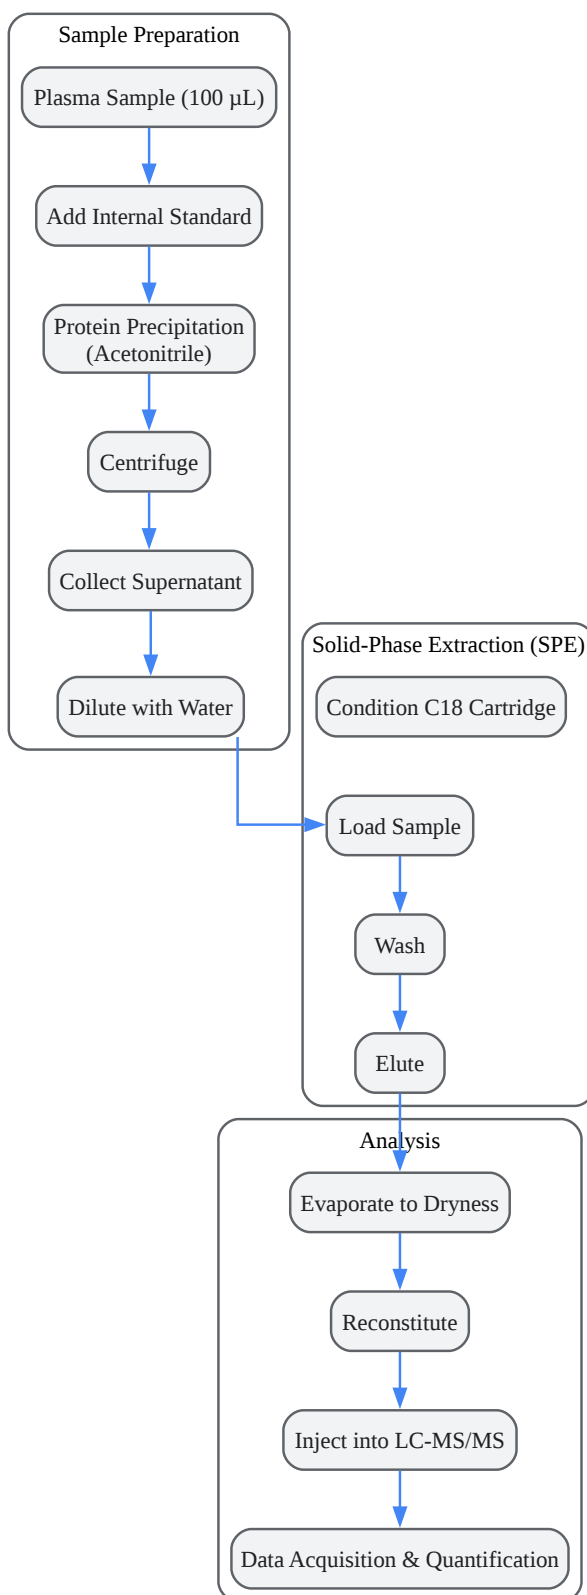 Sample Preparation
Plasma Sample (100 µL)
Add Internal Standard
Protein Precipitation
(Acetonitrile)
Centrifuge
Collect Supernatant
Dilute with Water
Solid-Phase Extraction (SPE)
Condition C18 Cartridge
Load Sample
Wash
Elute
Analysis
Evaporate to Dryness
Reconstitute
Inject into LC-MS/MS
Data Acquisition & Quantification